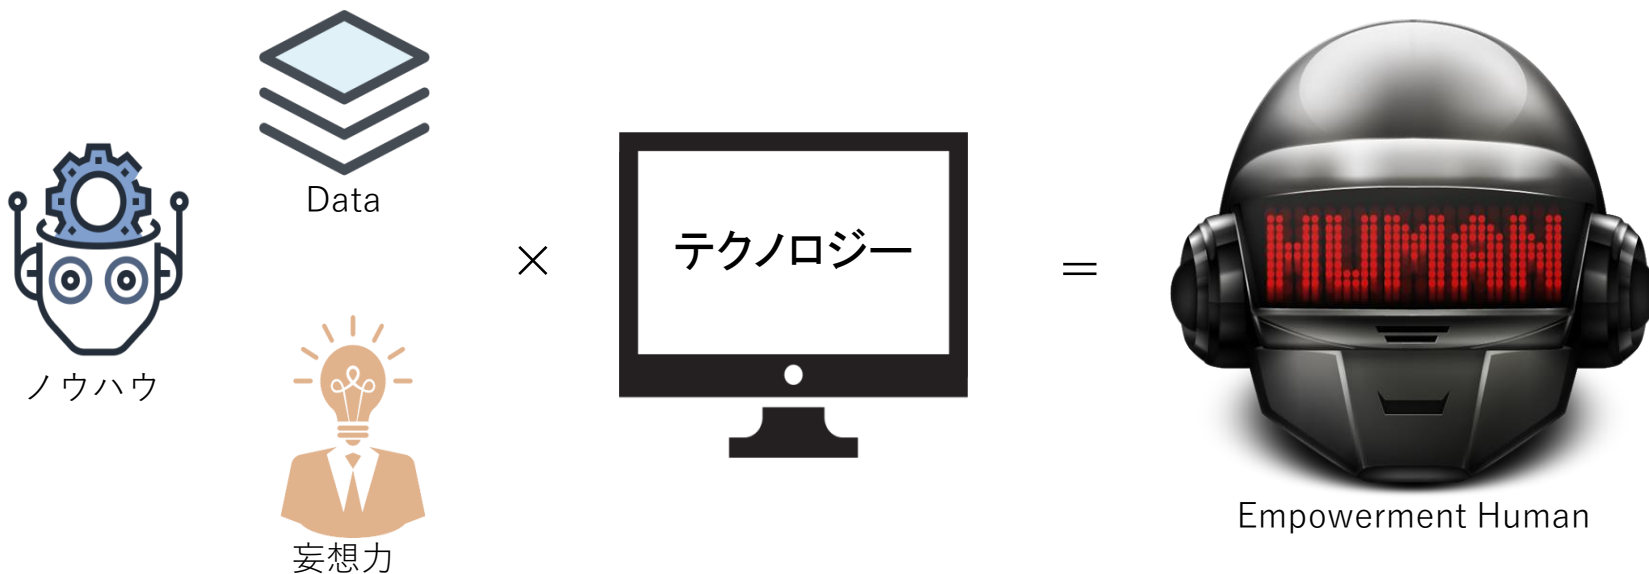 Data
ノウハウ
妄想力
×
テクノロジー
=
HUMAN
Empowerment Human